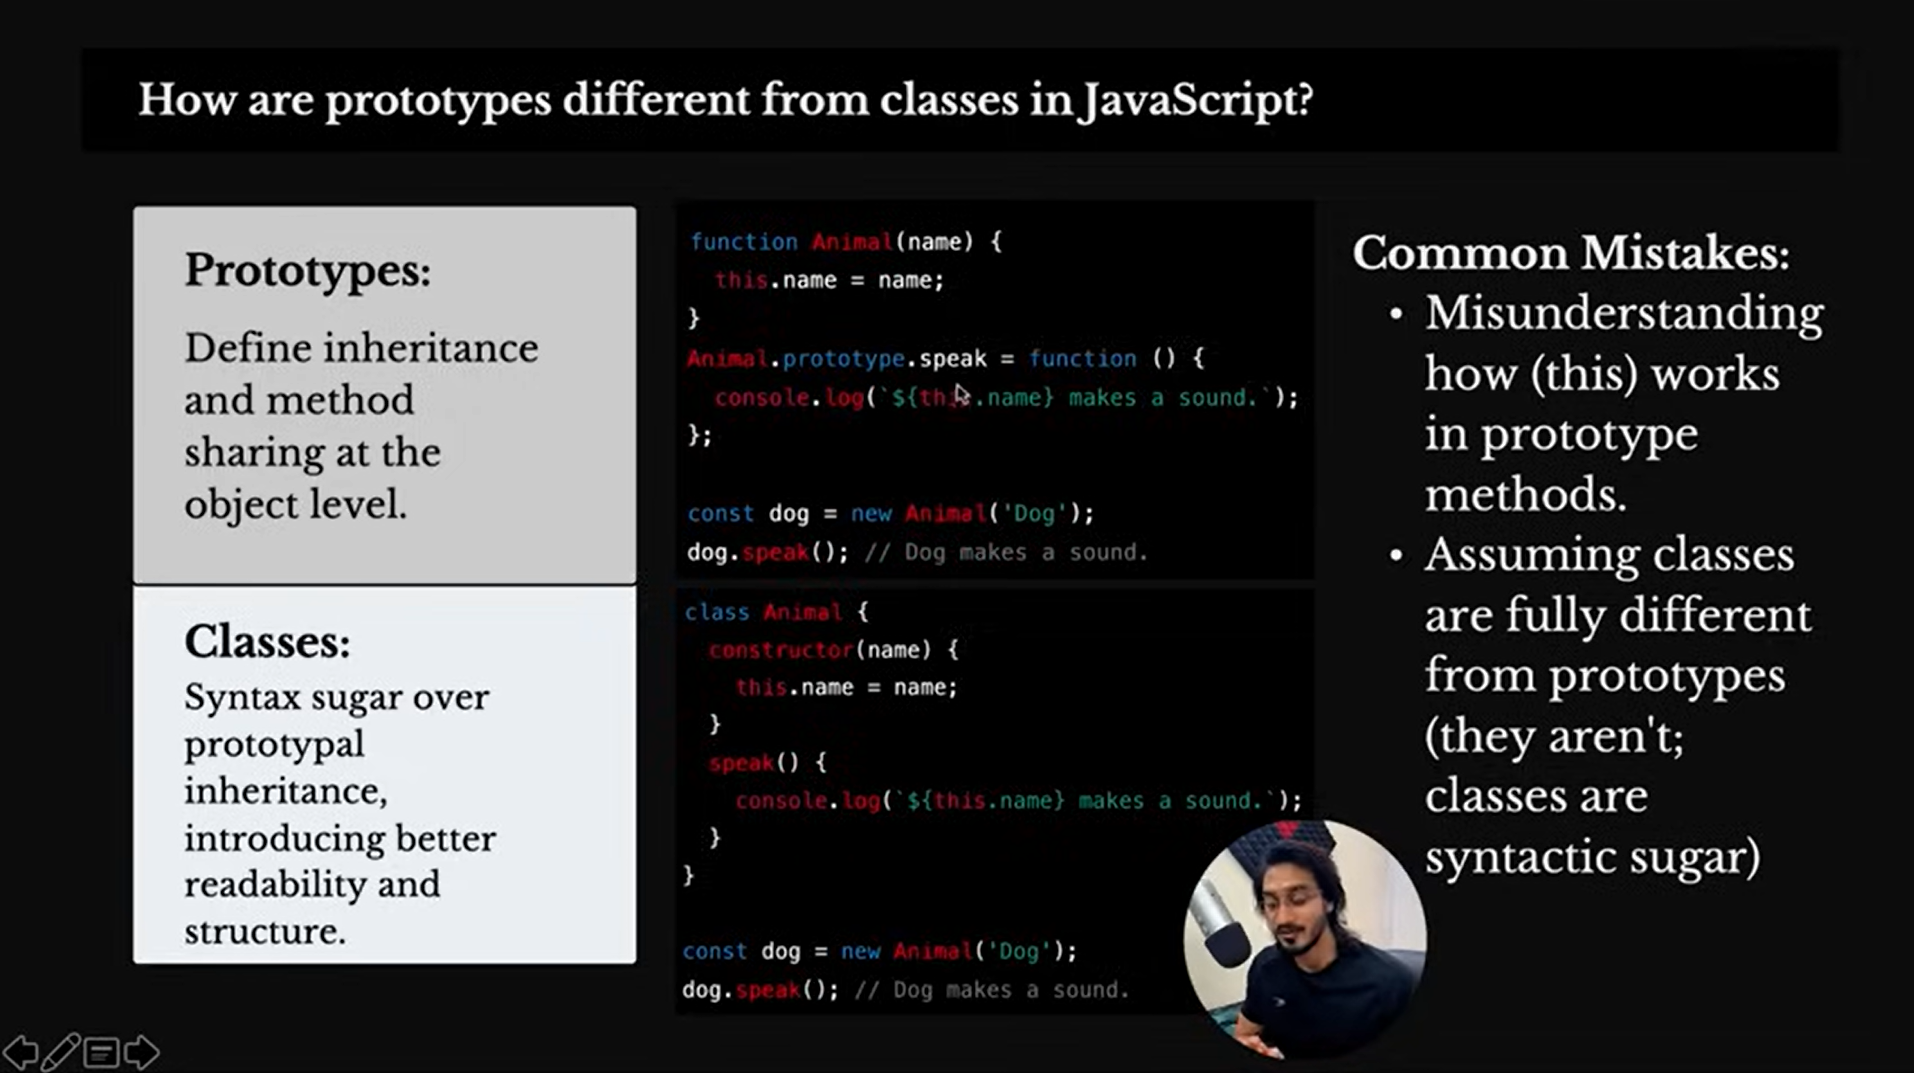 How are prototypes different from classes in JavaScript?
Prototypes:
Define inheritance
and method
sharing at the
object level.
Classes:
Syntax sugar over
prototypal
inheritance,
introducing better
readability and
structure.
function Animal(name) {
  this.name = name;
}
Animal.prototype.speak = function () {
  console.log(`${this.name} makes a sound.`);
};
const dog = new Animal('Dog');
dog.speak(); // Dog makes a sound.
class Animal {
  constructor(name) {
    this.name = name;
  }
  speak() {
    console.log(`${this.name} makes a sound.`);
  }
}
const dog = new Animal('Dog');
dog.speak(); // Dog makes a sound.
Common Mistakes:
• Misunderstanding
how (this) works
in prototype
methods.
• Assuming classes
are fully different
from prototypes
(they aren't;
classes are
syntactic sugar)